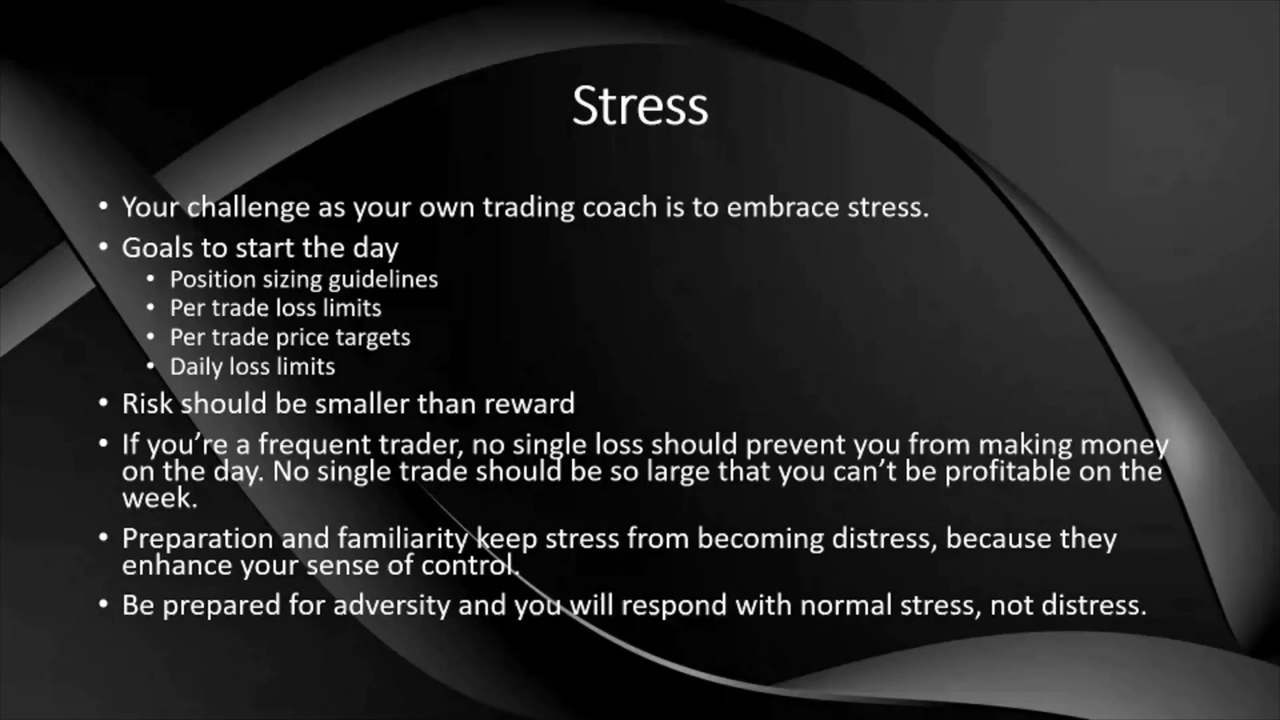 Stress
• Your challenge as your own trading coach is to embrace stress.
• Goals to start the day
• Position sizing guidelines
• Per trade loss limits
• Per trade price targets
• Daily loss limits
• Risk should be smaller than reward
• If you’re a frequent trader, no single loss should prevent you from making money
on the day. No single trade should be so large that you can’t be profitable on the
week.
• Preparation and familiarity keep stress from becoming distress, because they
enhance your sense of control.
• Be prepared for adversity and you will respond with normal stress, not distress.